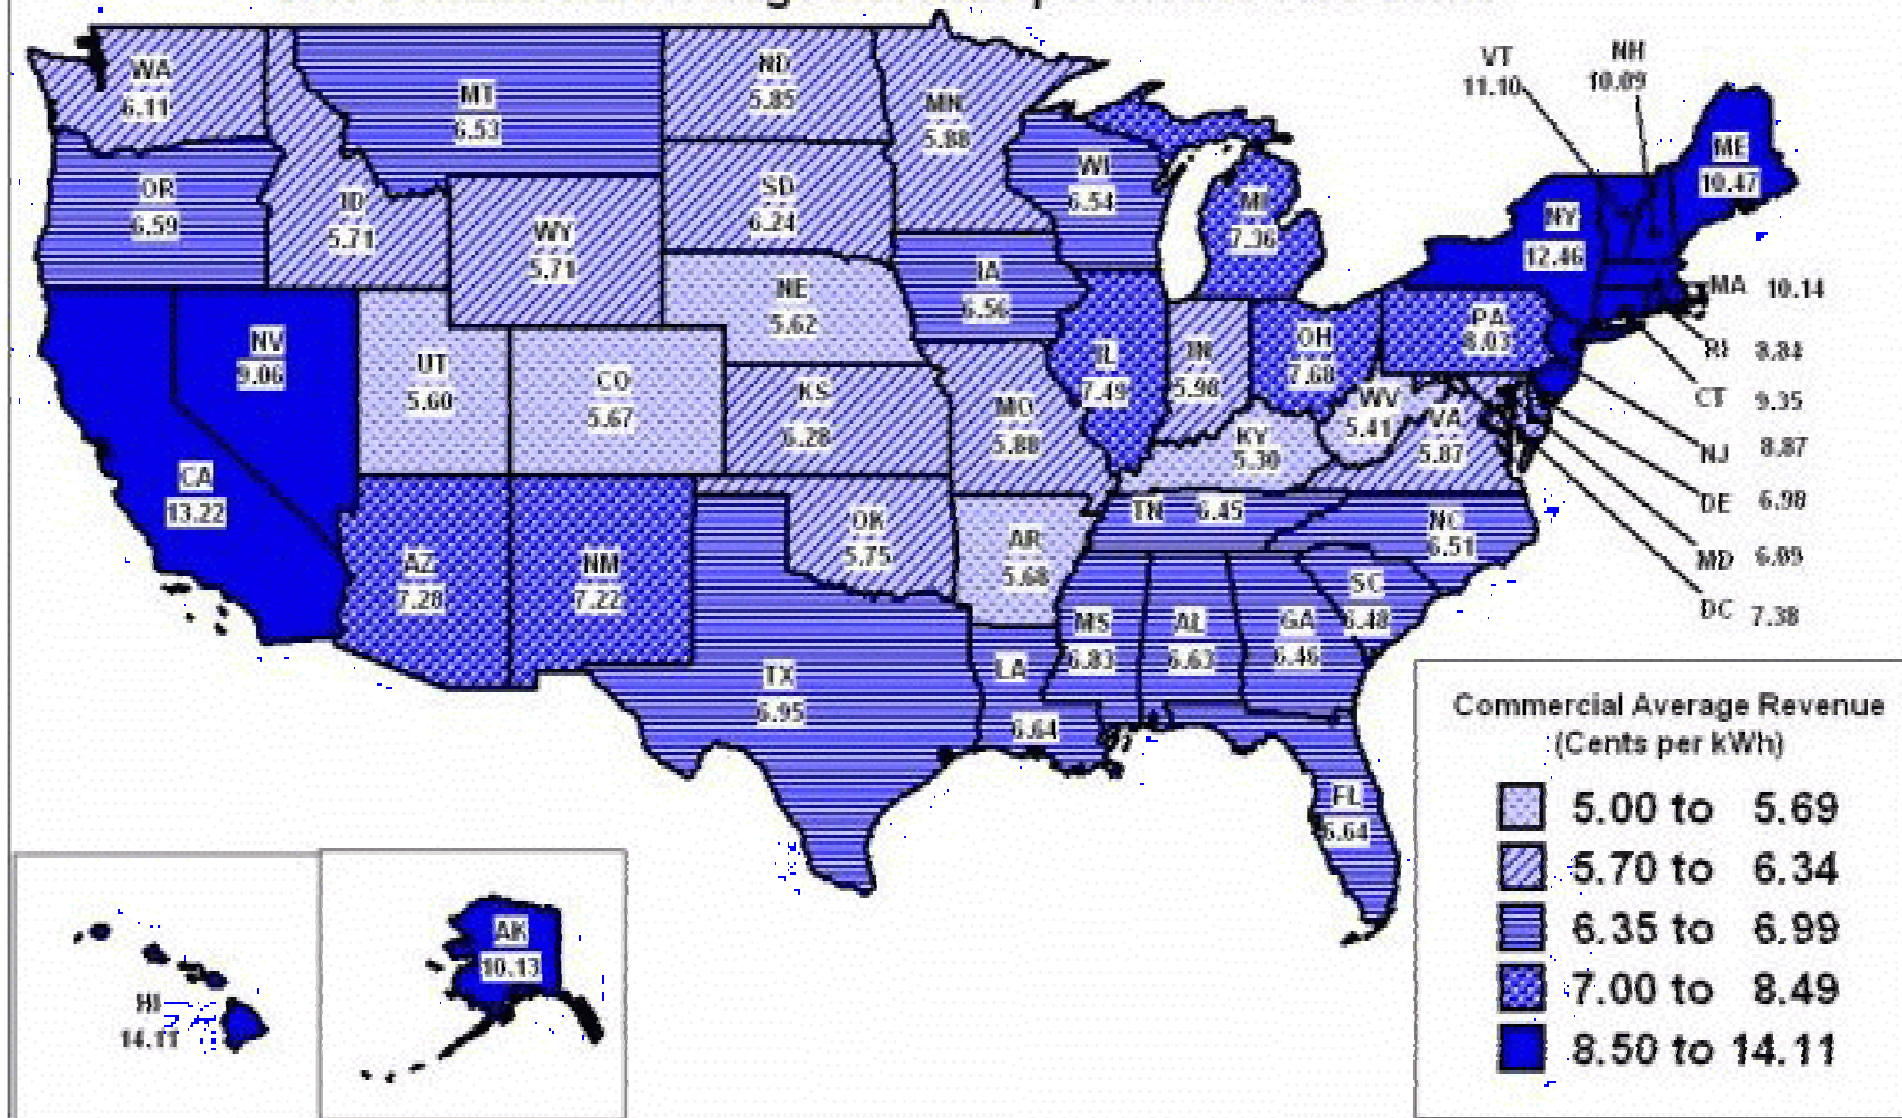 WA
6.11
MT
6.53
ND
5.85
MN
5.88
VT
11.10
NH
10.09
ME
10.47
OR
6.59
ID
5.71
WY
5.71
SD
6.24
WI
6.54
MI
7.36
NY
12.46
MA 10.14
NV
9.06
UT
5.60
CO
5.67
NE
5.62
IA
6.56
IL
7.49
IN
5.98
OH
7.68
PA
8.03
RI
CT 9.35
CA
13.22
KS
6.28
MO
5.88
KY
5.30
WV
5.41
VA
5.87
NJ 8.87
DE 6.98
AZ
7.28
NM
7.22
OK
5.75
AR
5.68
TN 6.45
NC
6.51
MD
DC 7.38
TX
6.95
LA
6.64
MS
6.83
AL
6.63
GA
6.46
SC
6.48
FL
6.64
HI
14.11
AK
10.13
Commercial Average Revenue
(Cents per kWh)
5.00 to 5.69
5.70 to 6.34
6.35 to 6.99
7.00 to 8.49
8.50 to 14.11